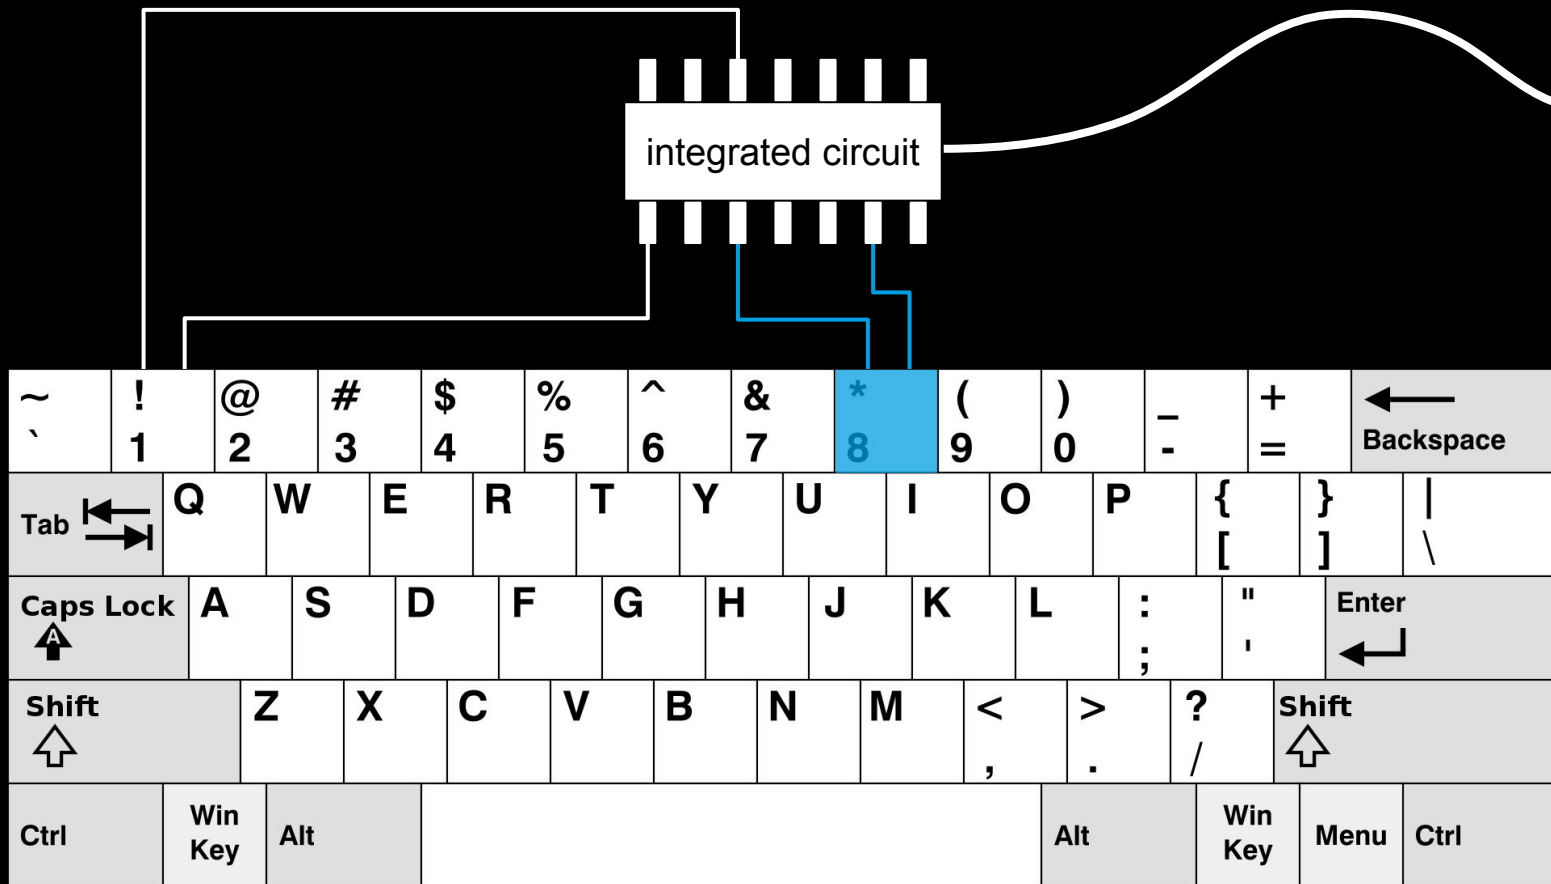 integrated circuit
~ ! @ # $ % ^ & * ( ) _ +
` 1 2 3 4 5 6 7 8 9 0 - = Backspace
Tab Q W E R T Y U I O P { } |
[ ] \
Caps Lock A S D F G H J K L : " Enter
A ; '
Shift Z X C V B N M < > ? Shift
, . /
Ctrl Win Key Alt Alt Win Key Menu Ctrl